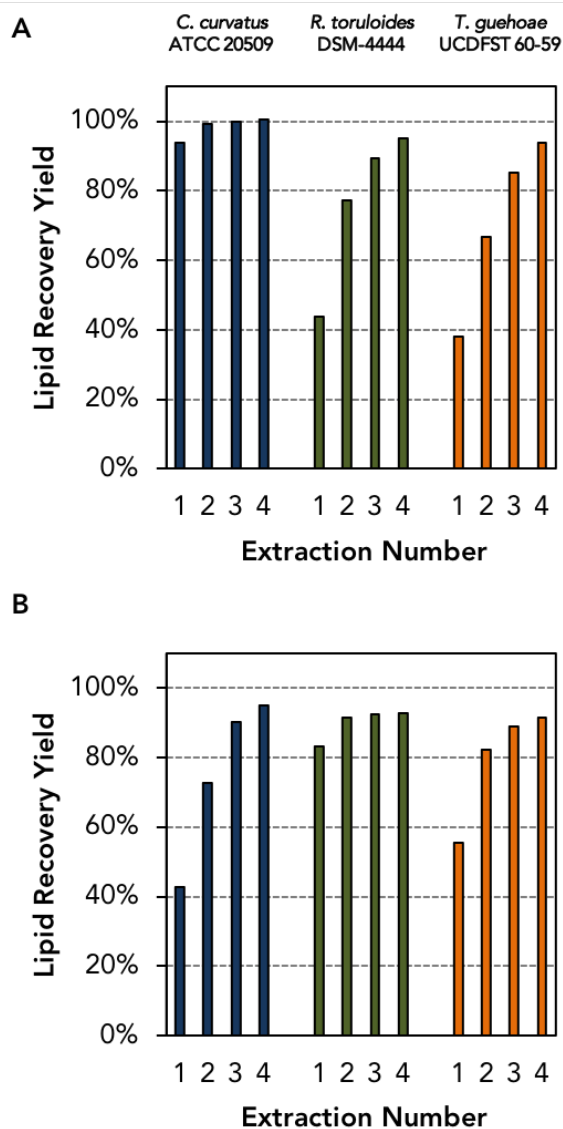 A
C. curvatus R. toruloides T. guehoae
ATCC 20509 DSM-4444 UCDFST 60-59
Lipid Recovery Yield
100%
80%
60%
40%
20%
0%
1 2 3 4 1 2 3 4 1 2 3 4
Extraction Number
B
Lipid Recovery Yield
100%
80%
60%
40%
20%
0%
1 2 3 4 1 2 3 4 1 2 3 4
Extraction Number